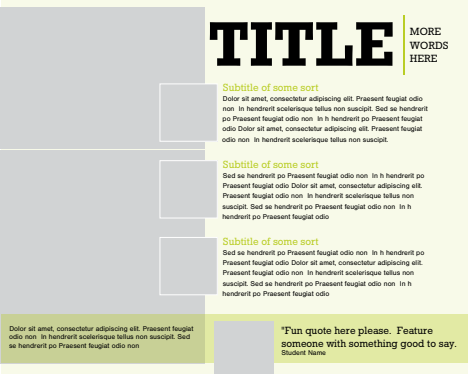 TITLE
MORE
WORDS
HERE
Subtitle of some sort
Dolor sit amet, consectetur adipiscing elit. Praesent feugiat odio
non  In hendrerit scelerisque tellus non suscipit. Sed se hendrerit
po Praesent feugiat odio non  In h hendrerit po Praesent feugiat
odio Dolor sit amet, consectetur adipiscing elit. Praesent feugiat
odio non  In hendrerit scelerisque tellus non suscipit.
Subtitle of some sort
Sed se hendrerit po Praesent feugiat odio non  In h hendrerit po
Praesent feugiat odio Dolor sit amet, consectetur adipiscing elit.
Praesent feugiat odio non  In hendrerit scelerisque tellus non
suscipit. Sed se hendrerit po Praesent feugiat odio non  In h
hendrerit po Praesent feugiat odio
Subtitle of some sort
Sed se hendrerit po Praesent feugiat odio non  In h hendrerit po
Praesent feugiat odio Dolor sit amet, consectetur adipiscing elit.
Praesent feugiat odio non  In hendrerit scelerisque tellus non
suscipit. Sed se hendrerit po Praesent feugiat odio non  In h
hendrerit po Praesent feugiat odio
Dolor sit amet, consectetur adipiscing elit. Praesent feugiat
odio non  In hendrerit scelerisque tellus non suscipit. Sed
se hendrerit po Praesent feugiat odio non
"Fun quote here please.  Feature
someone with something good to say.
Student Name